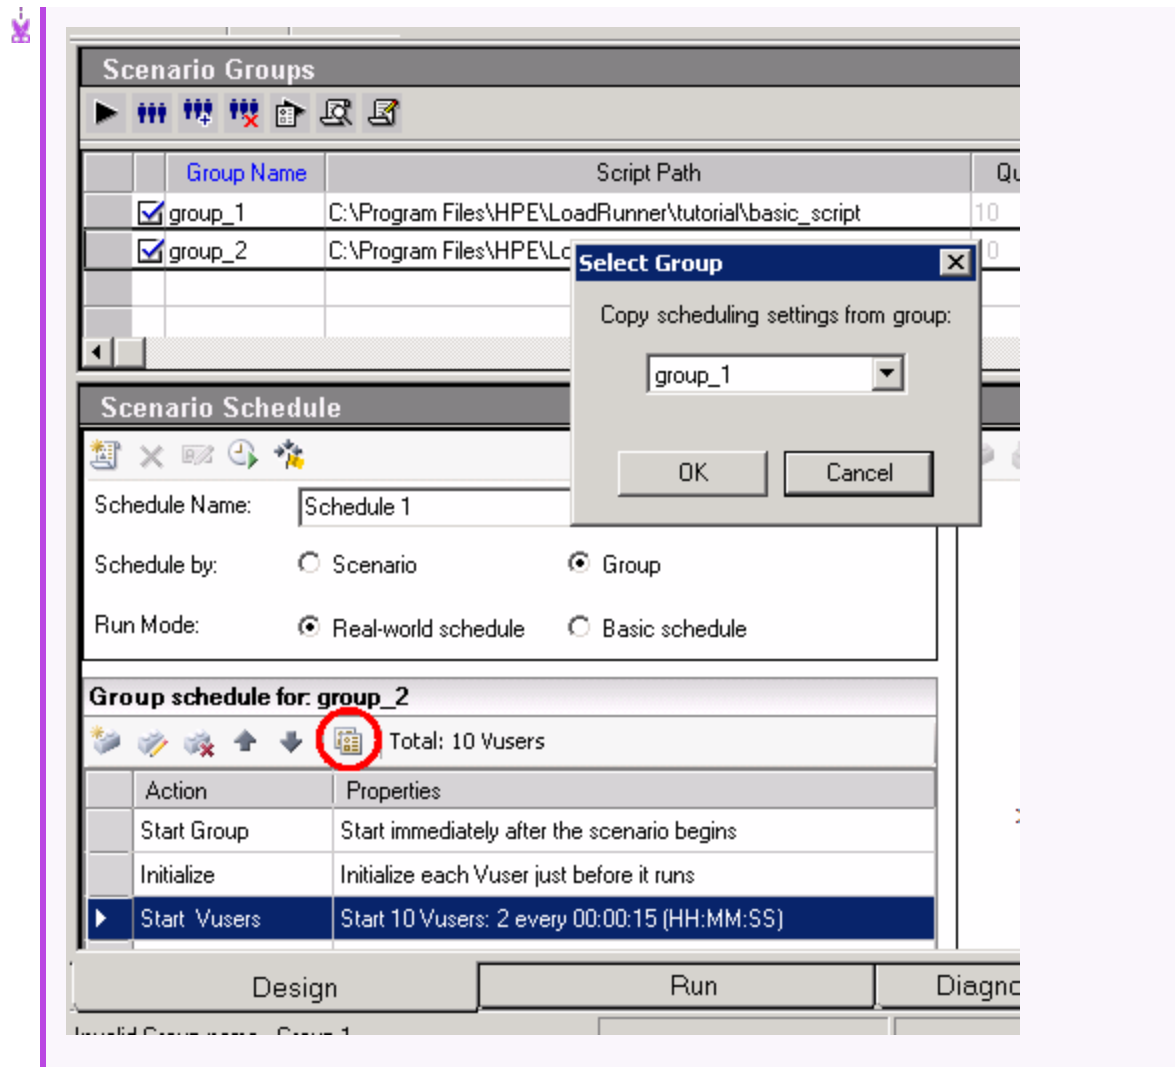 Scenario Groups
Group Name Script Path Qu
group_1 C:\Program Files\HPE\LoadRunner\tutorial\basic_script 10
group_2 C:\Program Files\HPE\Lo 0
Select Group
Copy scheduling settings from group:
group_1
OK Cancel
Scenario Schedule
Schedule Name: Schedule 1
Schedule by: Scenario Group
Run Mode: Real-world schedule Basic schedule
Group schedule for: group_2
Total: 10 Vusers
Action Properties
Start Group Start immediately after the scenario begins
Initialize Initialize each Vuser just before it runs
Start Vusers Start 10 Vusers: 2 every 00:00:15 (HH:MM:SS)
Design Run Diagno